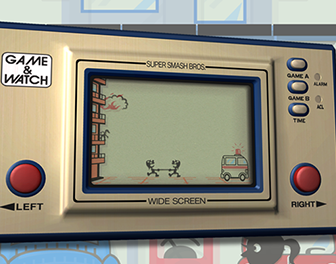 GAME
&
WATCH
SUPER SMASH BROS.
GAME A
ALARM
GAME B
ACL
TIME
◄LEFT
WIDE SCREEN
RIGHT►